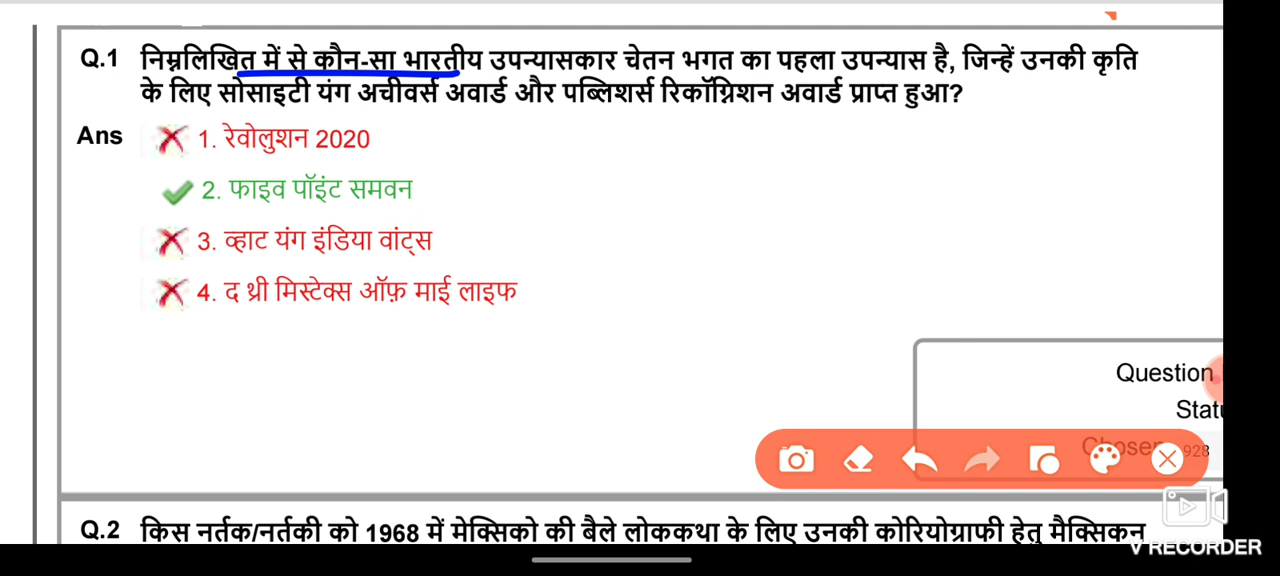 Q.1 निम्नलिखित में से कौन-सा भारतीय उपन्यासकार चेतन भगत का पहला उपन्यास है, जिन्हें उनकी कृति
के लिए सोसाइटी यंग अचीवर्स अवार्ड और पब्लिशर्स रिकॉग्निशन अवार्ड प्राप्त हुआ?
Ans 1. रेवोलुशन 2020
2. फाइव पॉइंट समवन
3. व्हाट यंग इंडिया वांट्स
4. द थ्री मिस्टेक्स ऑफ़ माई लाइफ
Question
Stat
Chosen 928
Q.2 किस नर्तक/नर्तकी को 1968 में मेक्सिको की बैले लोककथा के लिए उनकी कोरियोग्राफी हेतु मैक्सिकन
V RECORDER